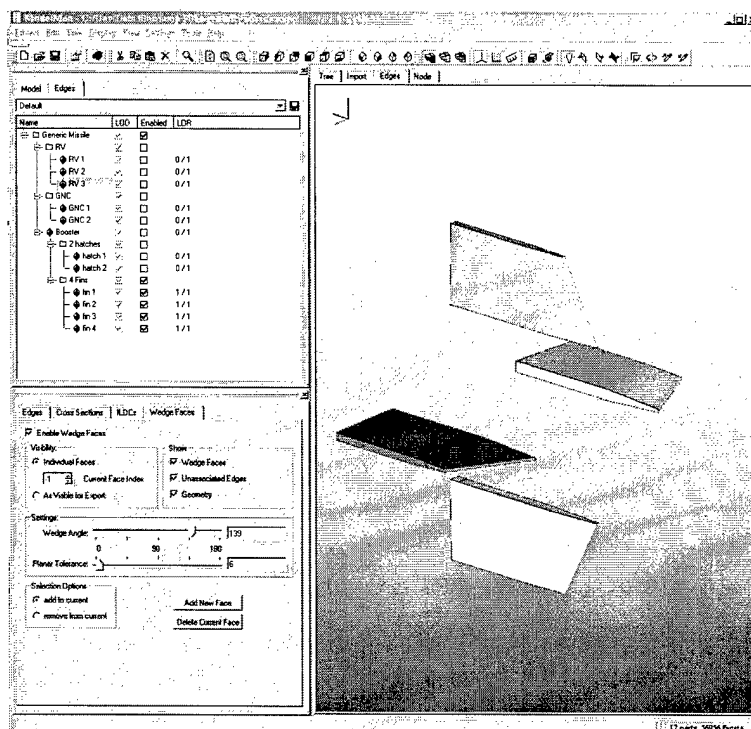 Tree Import Edges Node
Model Edges
Default
Name LOD Enabled LDR
Generic Missile
RV
RV 1 0/1
RV 2 0/1
RV 3 0/1
GNC
GNC 1 0/1
GNC 2 0/1
Booster 0/1
2 hatches
hatch 1 0/1
hatch 2 0/1
4 Fins
fin 1 1/1
fin 2 1/1
fin 3 1/1
fin 4 1/1
Edges Cross Sections ILDCs Wedge Faces
Enable Wedge Faces
Visibility:
Individual Faces
-1 Current Face Index
As Visible for Export
Show
Wedge Faces
Unassociated Edges
Geometry
Settings:
Wedge Angle: 139
0 90 180
Planar Tolerance: 6
Selection Options
add to current
remove from current
Add New Face
Delete Current Face